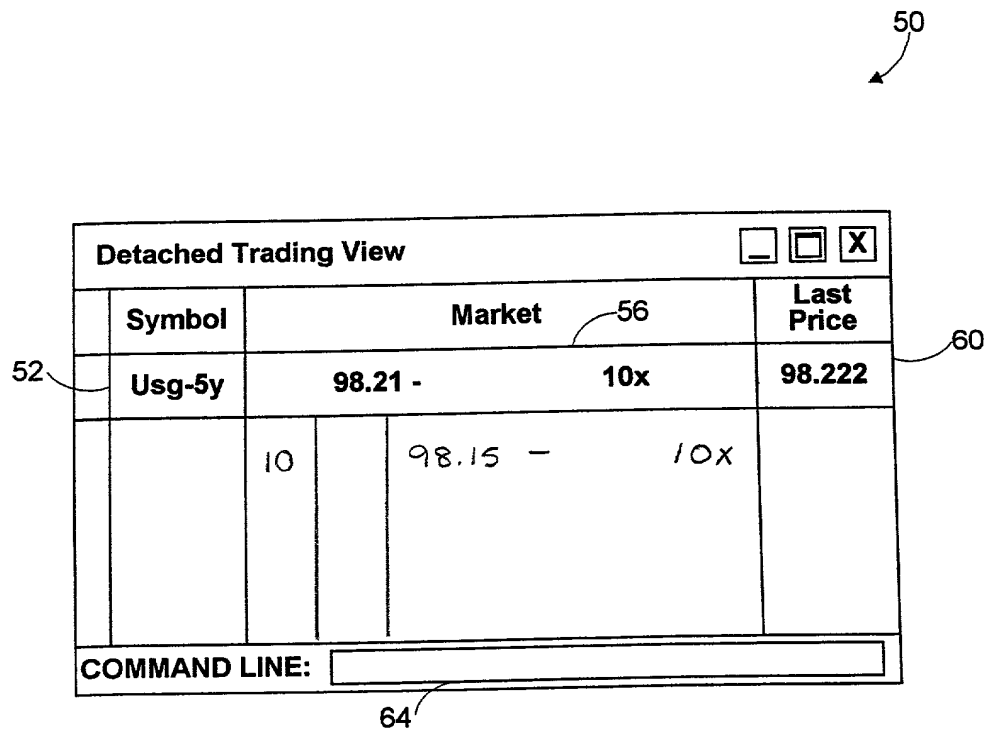 50
Detached Trading View _ X
Symbol Market Last Price
56
60
52
Usg-5y 98.21 - 10x 98.222
10 98.15 - 10x
COMMAND LINE:
64